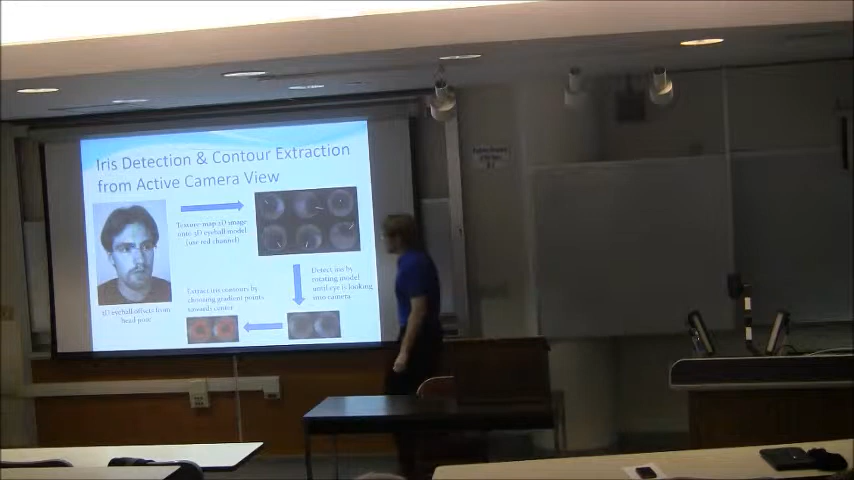 Iris Detection & Contour Extraction
from Active Camera View
Texture-map 2D image
onto 3D eyeball model
(use red channel)
Detect iris by
rotating model
until eye is looking
into camera
Extract iris contours by
choosing gradient points
towards center
3D eyeball offsets from
head pose